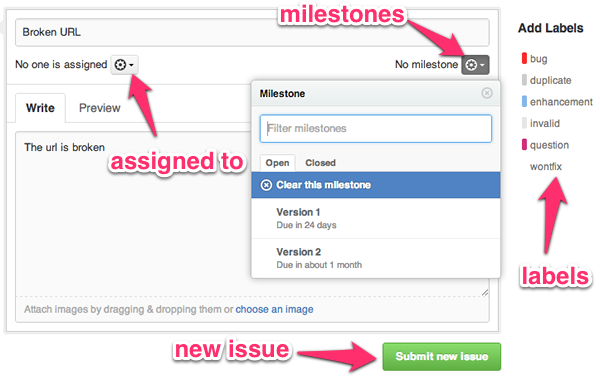 milestones
Broken URL
Add Labels
No one is assigned
No milestone
bug
duplicate
enhancement
invalid
question
wontfix
Milestone
Write
Preview
Filter milestones
The url is broken
assigned to
Open
Closed
Clear this milestone
Version 1
Due in 24 days
Version 2
Due in about 1 month
labels
Attach images by dragging & dropping them or choose an image
new issue
Submit new issue